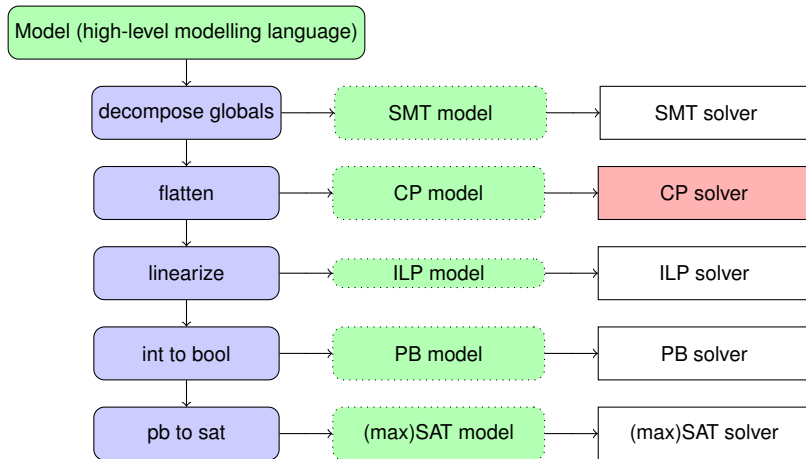 Model (high-level modelling language)
decompose globals
SMT model
SMT solver
flatten
CP model
CP solver
linearize
ILP model
ILP solver
int to bool
PB model
PB solver
pb to sat
(max)SAT model
(max)SAT solver